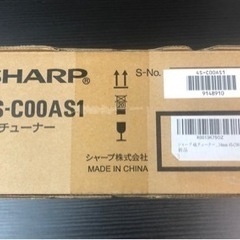 SHARP®
S-No.
4S-C00AS1
9148910
S-C00AS1
チューナー
シャープ株式会社
MADE IN CHINA